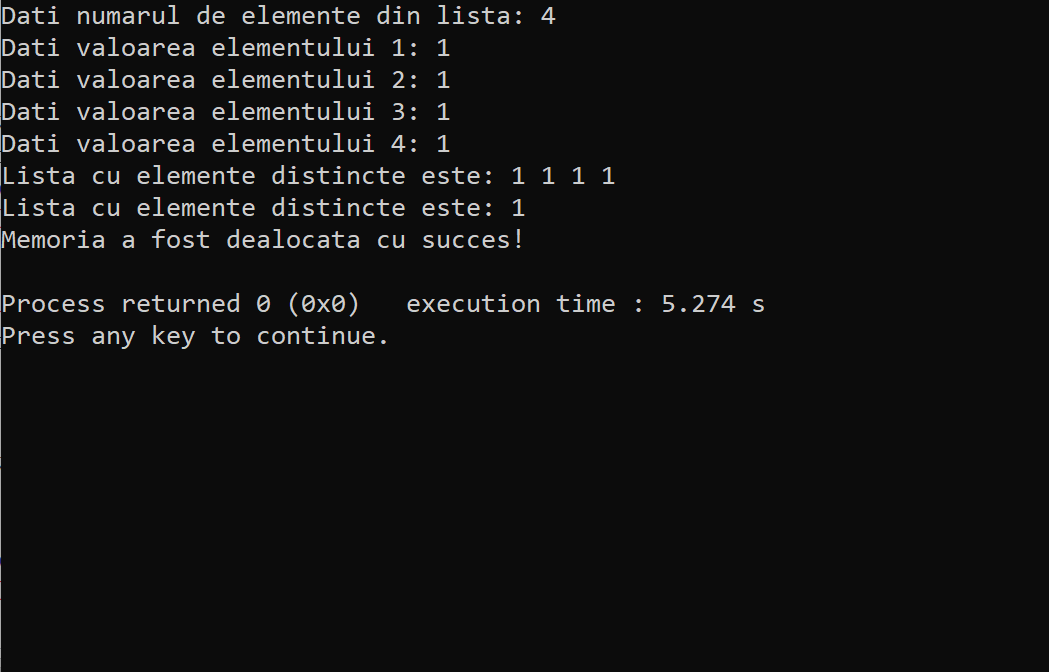 Dati numarul de elemente din lista: 4
Dati valoarea elementului 1: 1
Dati valoarea elementului 2: 1
Dati valoarea elementului 3: 1
Dati valoarea elementului 4: 1
Lista cu elemente distincte este: 1 1 1 1
Lista cu elemente distincte este: 1
Memoria a fost dealocata cu succes!
Process returned 0 (0x0)   execution time : 5.274 s
Press any key to continue.